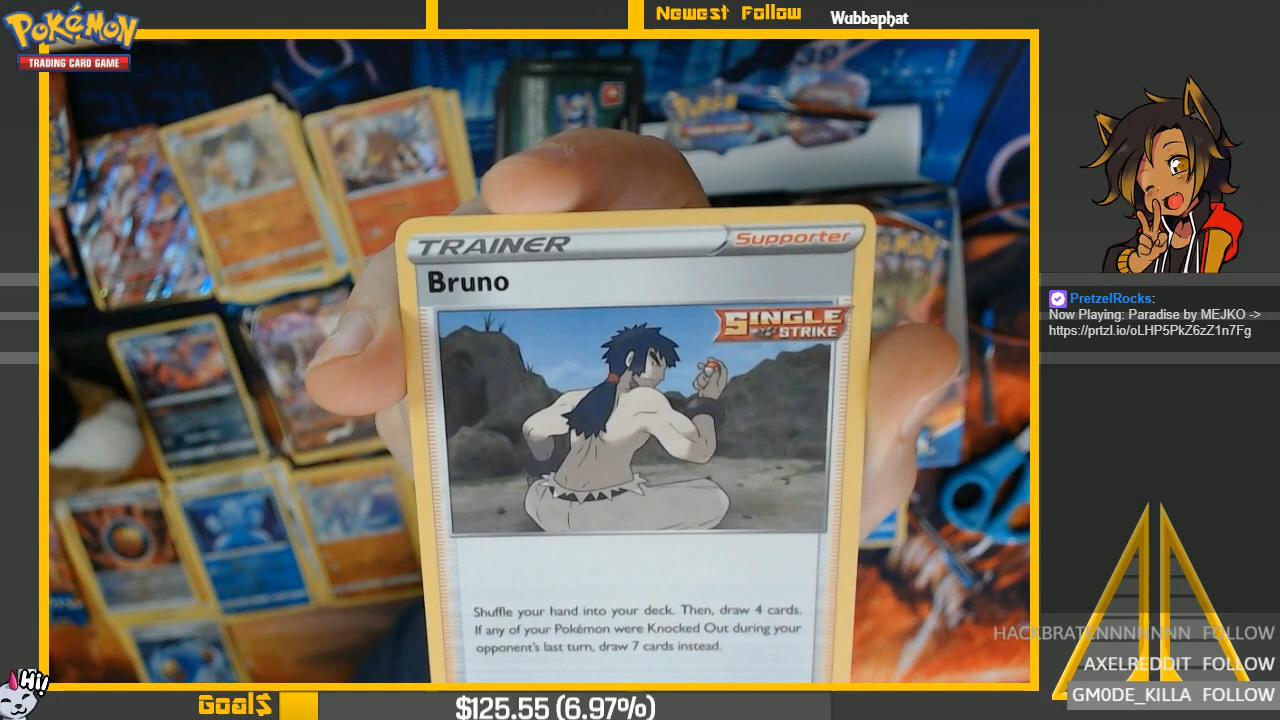 Pokémon
TRADING CARD GAME
Newest Follow
Wubbaphat
TRAINER
Supporter
Bruno
SINGLE
STRIKE
Shuffle your hand into your deck. Then, draw 4 cards.
If any of your Pokémon were Knocked Out during your
opponent's last turn, draw 7 cards instead.
PretzelRocks:
Now Playing: Paradise by MEJKO ->
https://prtzl.io/oLHP5PkZ6zZ1n7Fg
HACKBRATENNNNNNN FOLLOW
AXELREDDIT FOLLOW
GM0DE_KILLA FOLLOW
Hi!
Goals
$125.55 (6.97%)